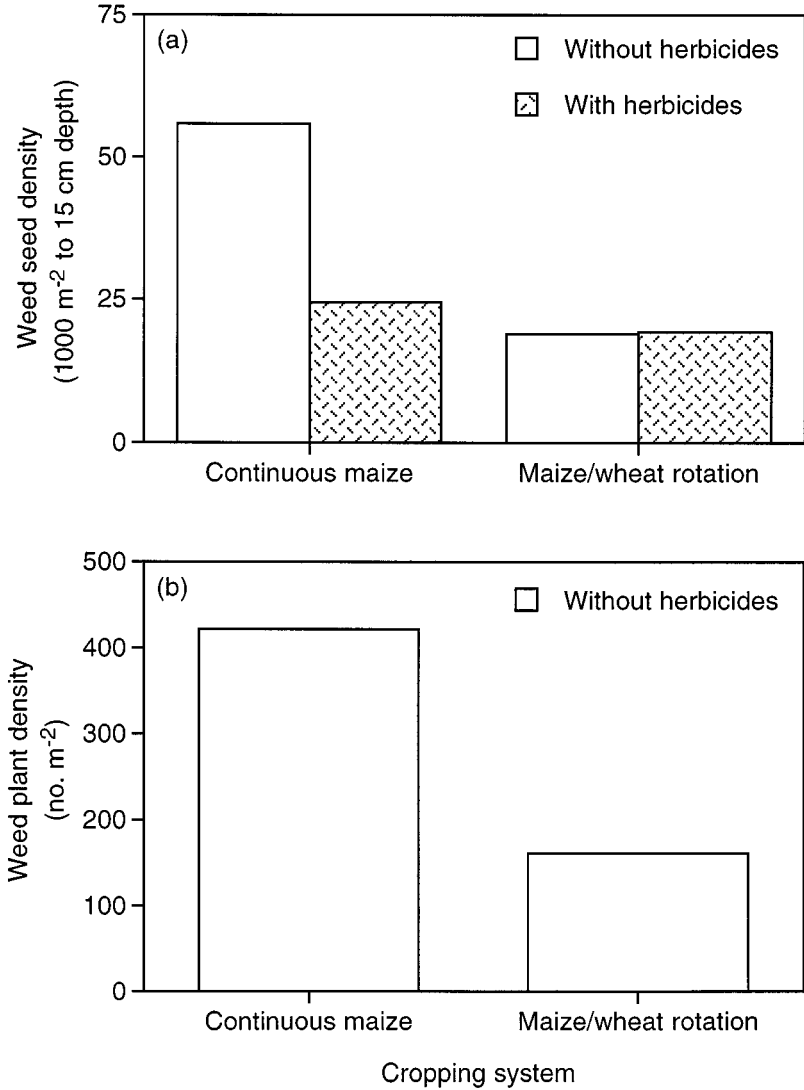 (a)
Without herbicides
With herbicides
75
50
25
0
Weed seed density
(1000 m⁻² to 15 cm depth)
Continuous maize
Maize/wheat rotation
(b)
Without herbicides
500
400
300
200
100
0
Weed plant density
(no. m⁻²)
Continuous maize
Maize/wheat rotation
Cropping system